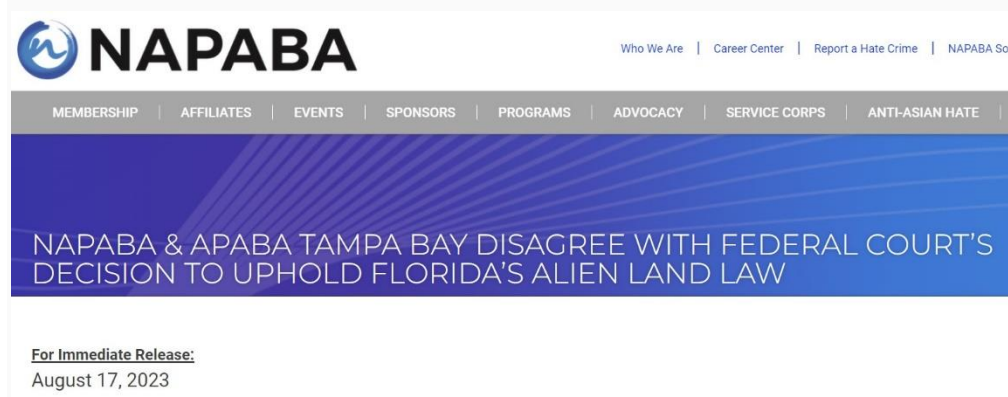 NAPABA
Who We Are | Career Center | Report a Hate Crime | NAPABA So
MEMBERSHIP | AFFILIATES | EVENTS | SPONSORS | PROGRAMS | ADVOCACY | SERVICE CORPS | ANTI-ASIAN HATE |
NAPABA & APABA TAMPA BAY DISAGREE WITH FEDERAL COURT'S
DECISION TO UPHOLD FLORIDA'S ALIEN LAND LAW
For Immediate Release:
August 17, 2023